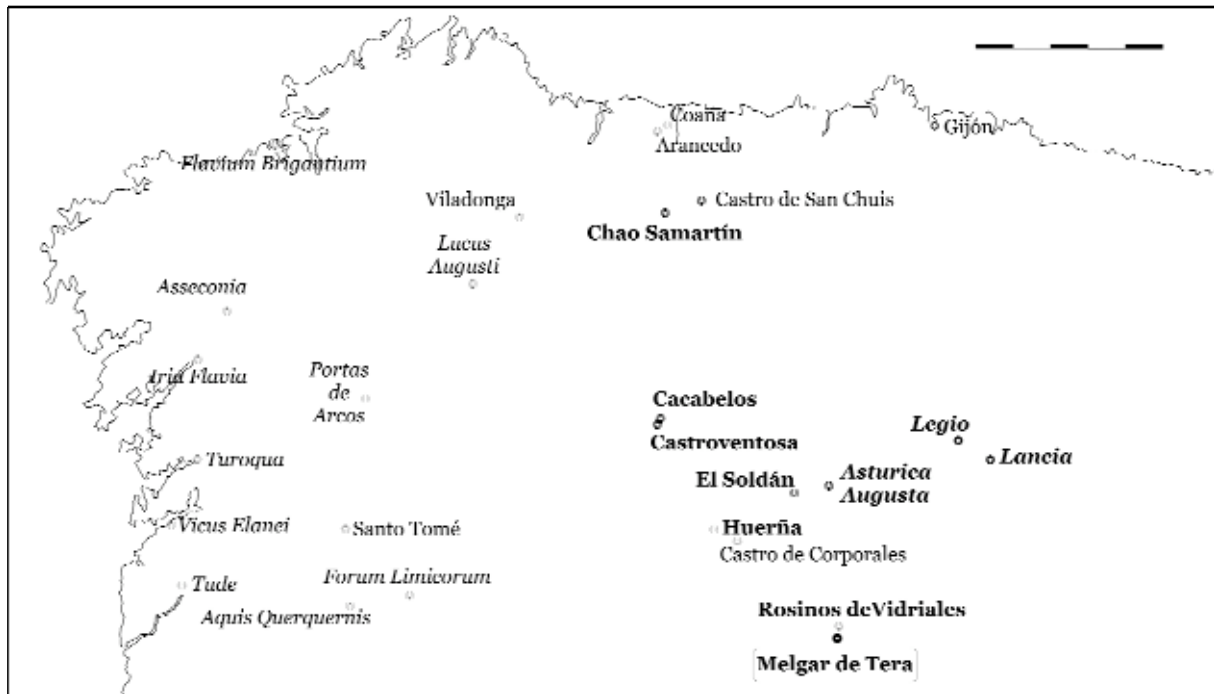 Coaña
Arancedo
Gijón
Flavium Brigantium
Viladonga
Castro de San Chuis
Chao Samartín
Lucus
Augusti
Asseconia
Iria Flavia
Portas
de
Arcos
Cacabelos
Castroventosa
Legio
Lancia
Turoqua
El Soldán
Asturica
Augusta
Vicus Elanei
Santo Tomé
Huerña
Castro de Corporales
Tude
Forum Limicorum
Aquis Querquernis
Rosinos deVidriales
[Melgar de Tera]